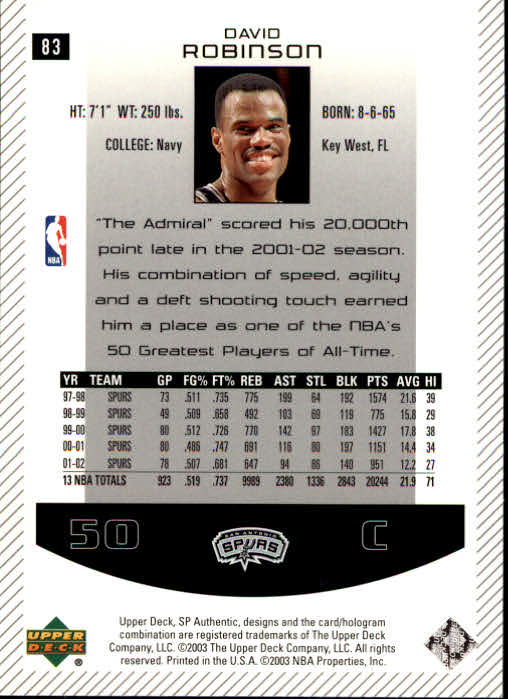 83
DAVID
ROBINSON
HT: 7'1" WT: 250 lbs.
BORN: 8-6-65
COLLEGE: Navy
Key West, FL
"The Admiral" scored his 20,000th
point late in the 2001-02 season.
His combination of speed, agility
and a deft shooting touch earned
him a place as one of the NBA's
50 Greatest Players of All-Time.
NBA
YR TEAM GP FG% FT% REB AST STL BLK PTS AVG HI
97-98 SPURS 73 .511 .735 775 199 64 192 1574 21.6 39
98-99 SPURS 49 .509 .658 492 103 69 119 775 15.8 29
99-00 SPURS 80 .512 .726 770 142 97 183 1427 17.8 38
00-01 SPURS 80 .486 .747 691 116 80 197 1151 14.4 34
01-02 SPURS 78 .507 .681 647 94 86 140 951 12.2 27
13 NBA TOTALS 923 .519 .737 9989 2380 1336 2843 20244 21.9 71
50
SAN ANTONIO
SPURS
C
UPPER
DECK
®
Upper Deck, SP Authentic, designs and the card/hologram
combination are registered trademarks of The Upper Deck
Company, LLC. ©2003 The Upper Deck Company, LLC. All rights
reserved. Printed in the U.S.A. ©2003 NBA Properties, Inc.